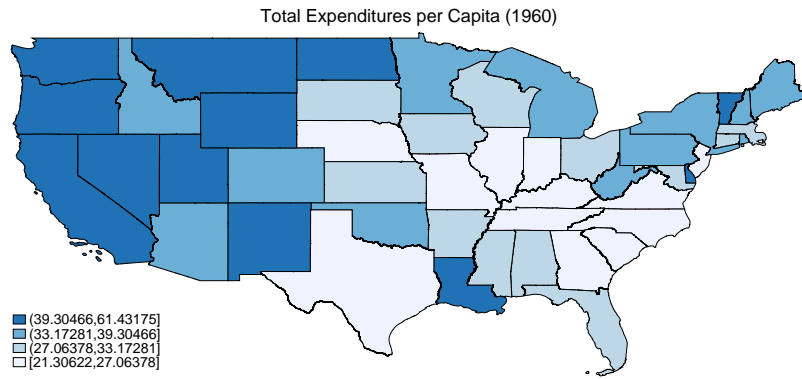 Total Expenditures per Capita (1960)
(39.30466,61.43175]
(33.17281,39.30466]
(27.06378,33.17281]
[21.30622,27.06378]